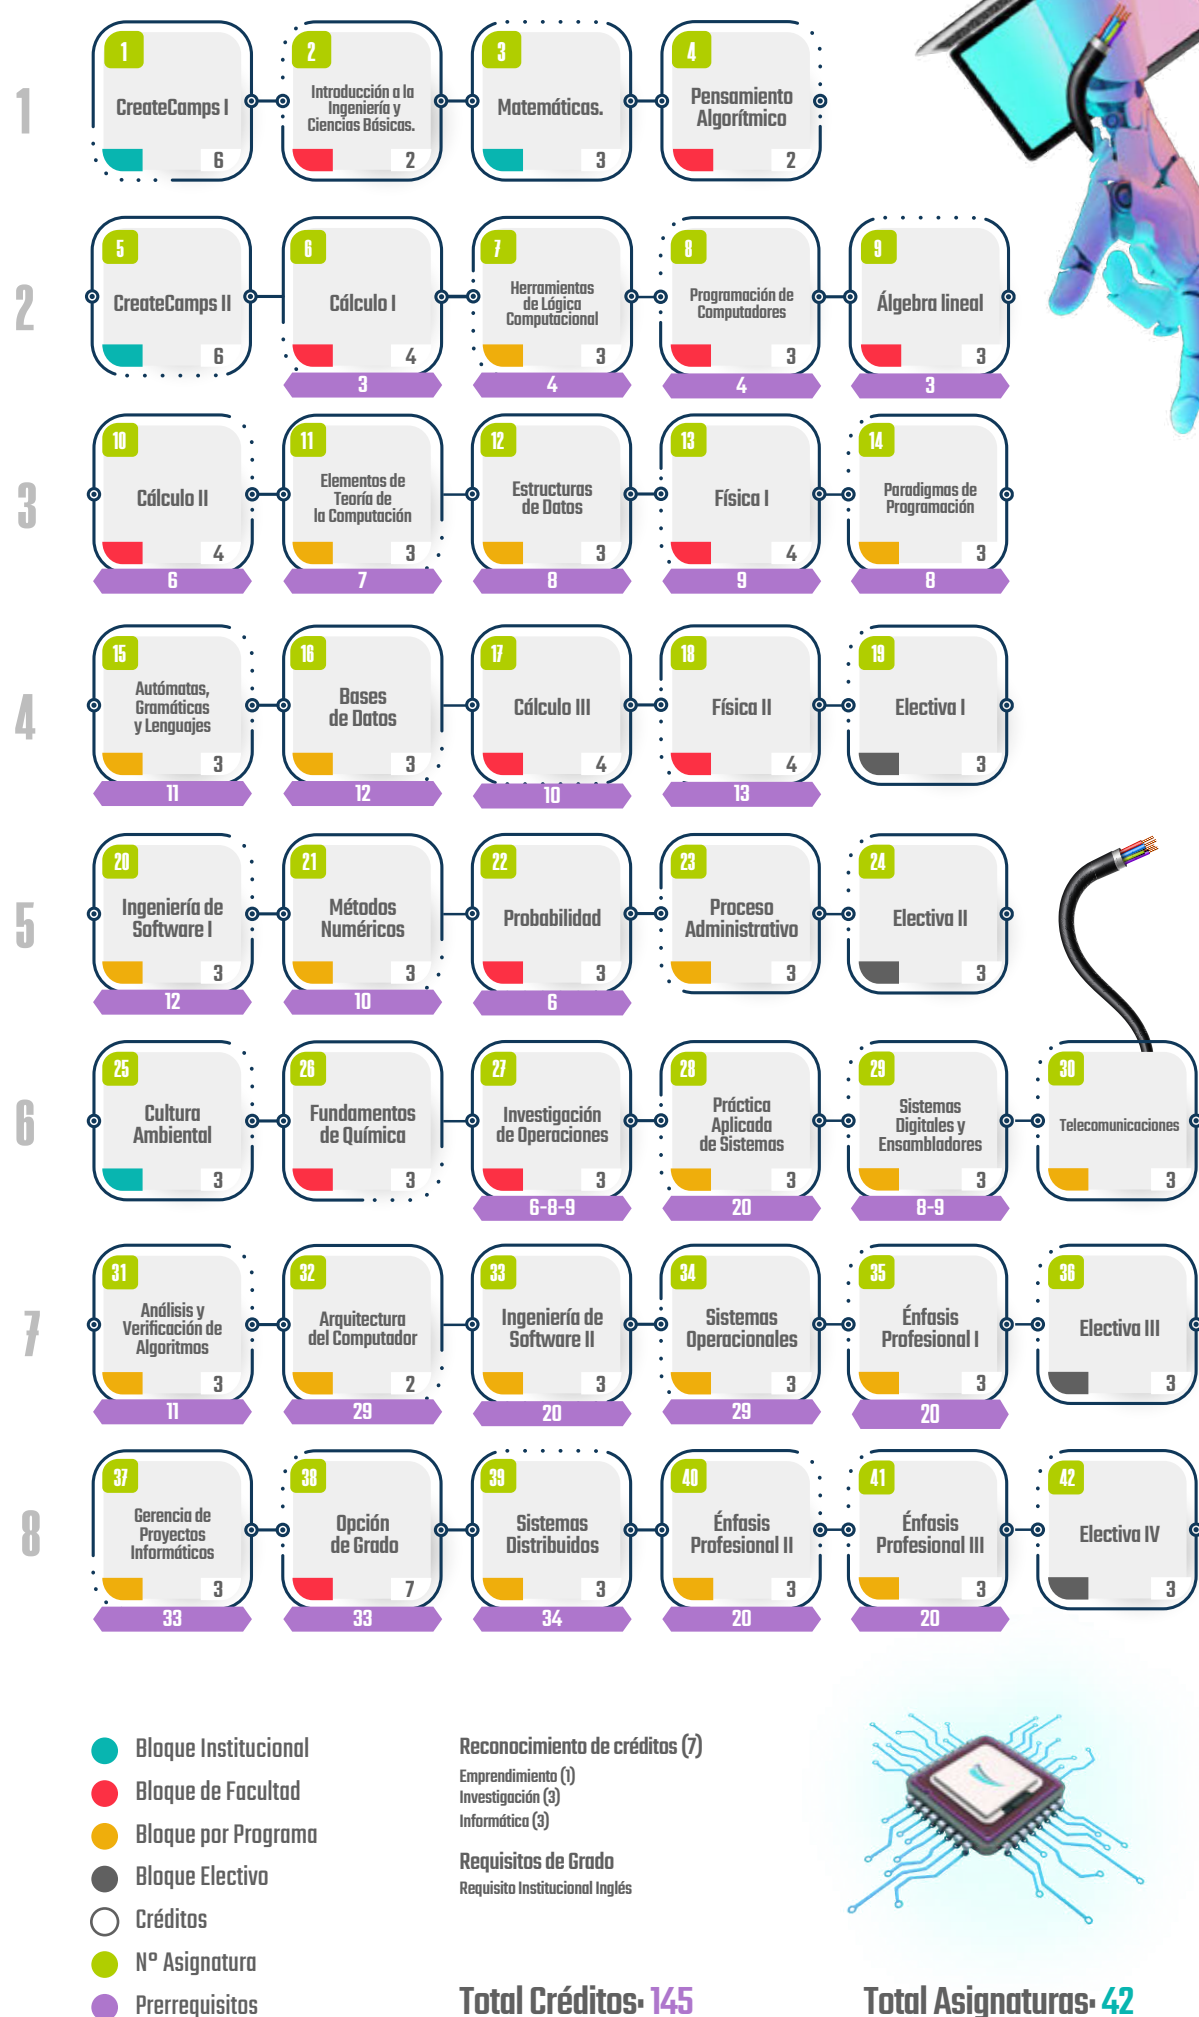 1
1
CreateCamps I
6
2
Introducción a la
Ingeniería y
Ciencias Básicas.
2
3
Matemáticas.
3
4
Pensamiento
Algorítmico
2
2
5
CreateCamps II
6
6
Cálculo I
4
3
7
Herramientas
de Lógica
Computacional
3
4
8
Programación de
Computadores
3
4
9
Álgebra lineal
3
3
3
10
Cálculo II
4
6
11
Elementos de
Teoría de
la Computación
3
7
12
Estructuras
de Datos
3
8
13
Física I
4
9
14
Paradigmas de
Programación
3
8
4
15
Autómatas,
Gramáticas
y Lenguajes
3
11
16
Bases
de Datos
3
12
17
Cálculo III
4
10
18
Física II
4
13
19
Electiva I
3
5
20
Ingeniería de
Software I
3
12
21
Métodos
Numéricos
3
10
22
Probabilidad
3
6
23
Proceso
Administrativo
3
24
Electiva II
3
6
25
Cultura
Ambiental
3
26
Fundamentos
de Química
3
27
Investigación
de Operaciones
3
6-8-9
28
Práctica
Aplicada
de Sistemas
3
20
29
Sistemas
Digitales y
Ensambladores
3
8-9
30
Telecomunicaciones
3
7
31
Análisis y
Verificación de
Algoritmos
3
11
32
Arquitectura
del Computador
2
29
33
Ingeniería de
Software II
3
20
34
Sistemas
Operacionales
3
29
35
Énfasis
Profesional I
3
20
36
Electiva III
3
8
37
Gerencia de
Proyectos
Informáticos
3
33
38
Opción
de Grado
7
33
39
Sistemas
Distribuidos
3
34
40
Énfasis
Profesional II
3
20
41
Énfasis
Profesional III
3
20
42
Electiva IV
3
Bloque Institucional
Bloque de Facultad
Bloque por Programa
Bloque Electivo
Créditos
N° Asignatura
Prerrequisitos
Reconocimiento de créditos (7)
Emprendimiento (1)
Investigación (3)
Informática (3)
Requisitos de Grado
Requisito Institucional Inglés
Total Créditos: 145
Total Asignaturas: 42